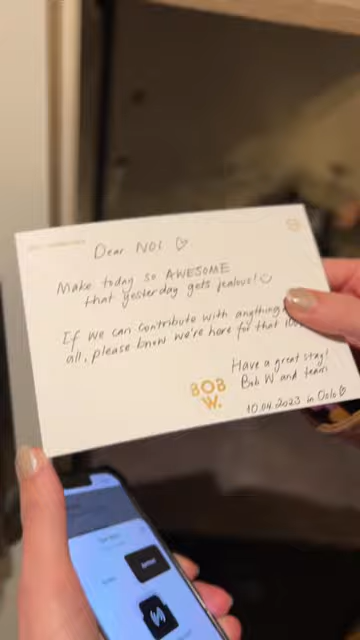 Dear NOI ♡
Make today so AWESOME
that yesterday gets jealous!
If we can contribute with anything
all, please know we're here for that
Have a great stay!
Bob W and team
BOB
W.
10.04.2023 in Oslo